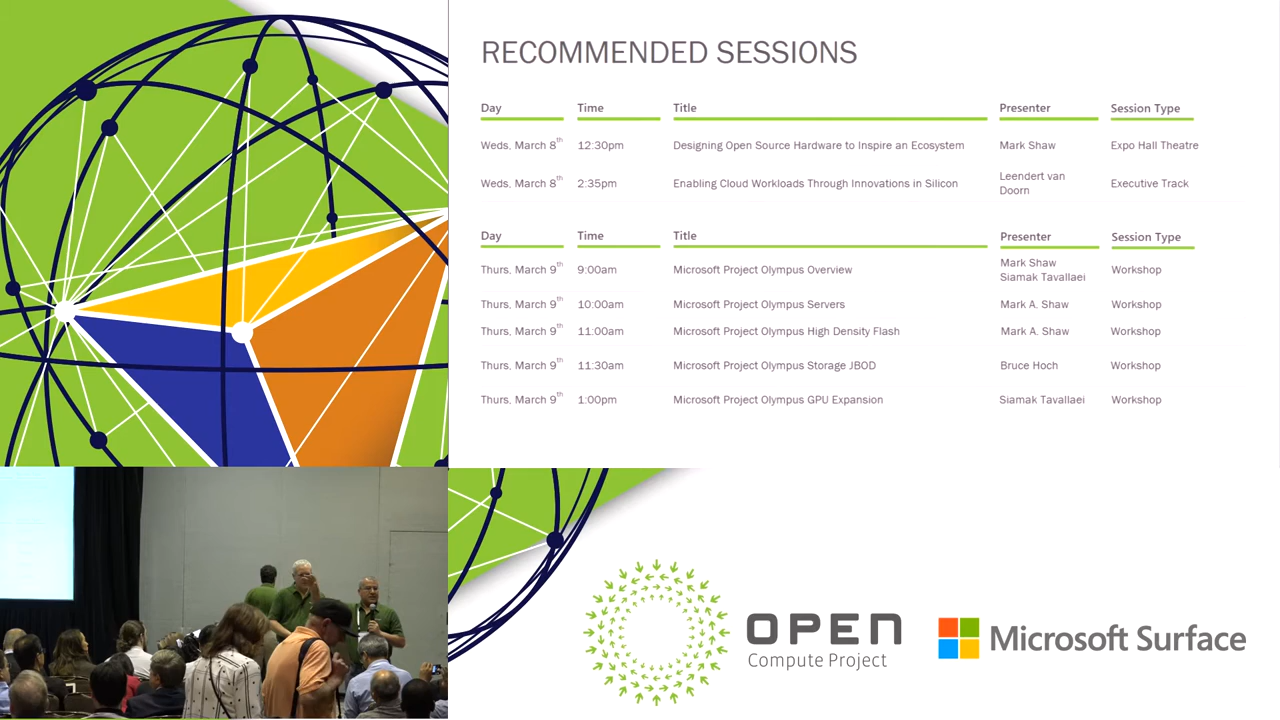 RECOMMENDED SESSIONS
Day Time Title Presenter Session Type
Weds, March 8th 12:30pm Designing Open Source Hardware to Inspire an Ecosystem Mark Shaw Expo Hall Theatre
Weds, March 8th 2:35pm Enabling Cloud Workloads Through Innovations in Silicon Leendert van Doorn Executive Track
Day Time Title Presenter Session Type
Thurs, March 9th 9:00am Microsoft Project Olympus Overview Mark Shaw Siamak Tavallaei Workshop
Thurs, March 9th 10:00am Microsoft Project Olympus Servers Mark A. Shaw Workshop
Thurs, March 9th 11:00am Microsoft Project Olympus High Density Flash Mark A. Shaw Workshop
Thurs, March 9th 11:30am Microsoft Project Olympus Storage JBOD Bruce Hoch Workshop
Thurs, March 9th 1:00pm Microsoft Project Olympus GPU Expansion Siamak Tavallaei Workshop
OPEN
Compute Project
Microsoft Surface